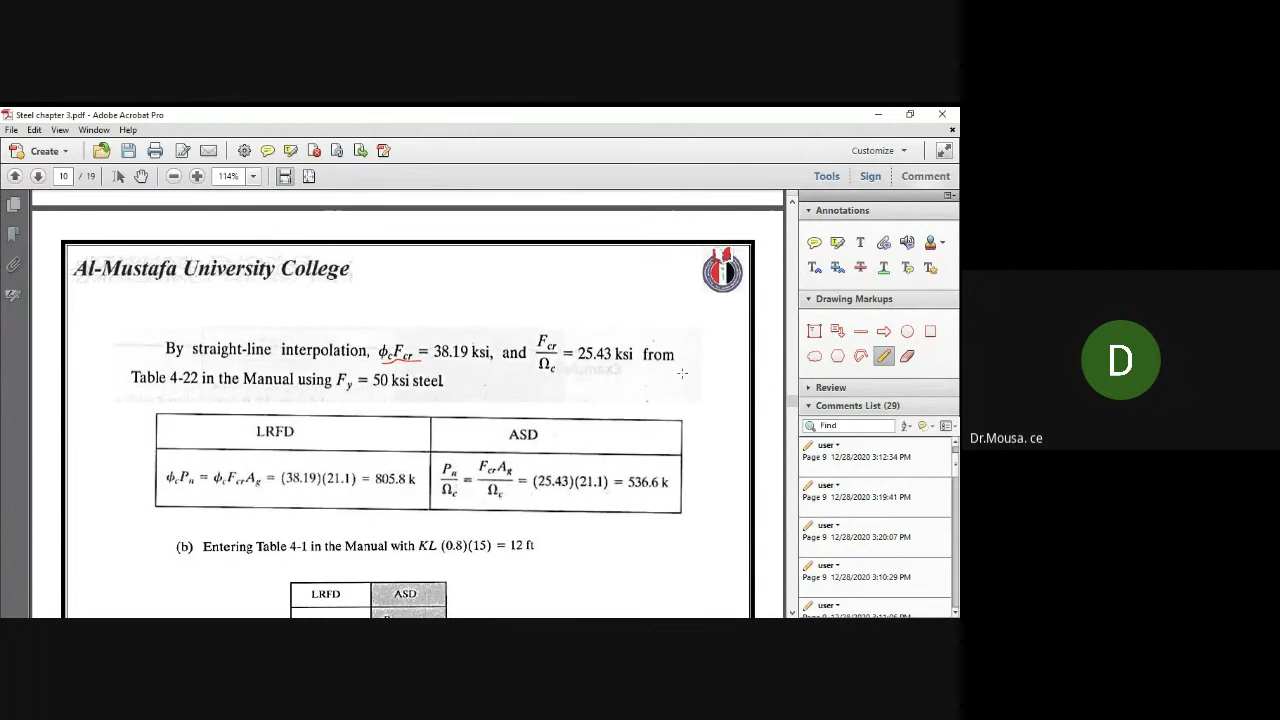 Steel chapter 3.pdf - Adobe Acrobat Pro
File Edit View Window Help
Create Customize
10 / 19 114% Tools Sign Comment
Annotations
Drawing Markups
Review
Comments List (29)
Find
user
Page 9 12/28/2020 3:12:34 PM
user
Page 9 12/28/2020 3:19:41 PM
user
Page 9 12/28/2020 3:20:07 PM
user
Page 9 12/28/2020 3:10:29 PM
user
Al-Mustafa University College
By straight-line interpolation, ϕcFcr = 38.19 ksi, and Fcr/Ωc = 25.43 ksi from
Table 4-22 in the Manual using Fy = 50 ksi steel
LRFD ASD
ϕcPn = ϕcFcrAg = (38.19)(21.1) = 805.8 k Pn/Ωc = FcrAg/Ωc = (25.43)(21.1) = 536.6 k
(b) Entering Table 4-1 in the Manual with KL (0.8)(15) = 12 ft
LRFD ASD
D
Dr.Mousa. ce